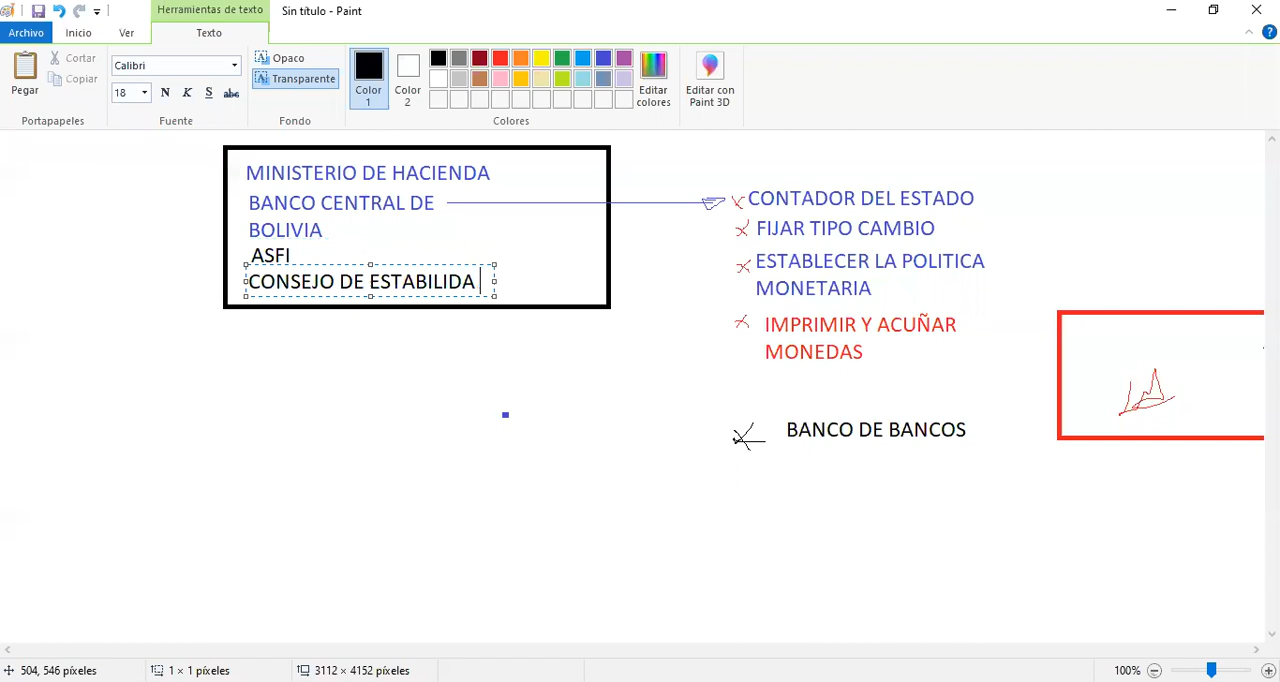 Herramientas de texto
Sin título - Paint
Archivo
Inicio
Ver
Texto
Pegar
Cortar
Copiar
Portapapeles
Calibri
18
N K S abc
Fuente
Opaco
Transparente
Fondo
Color 1
Color 2
Colores
Editar colores
Editar con Paint 3D
MINISTERIO DE HACIENDA
BANCO CENTRAL DE
BOLIVIA
ASFI
CONSEJO DE ESTABILIDA
CONTADOR DEL ESTADO
FIJAR TIPO CAMBIO
ESTABLECER LA POLITICA
MONETARIA
IMPRIMIR Y ACUÑAR
MONEDAS
BANCO DE BANCOS
504, 546 píxeles
1 × 1 píxeles
3112 × 4152 píxeles
100%